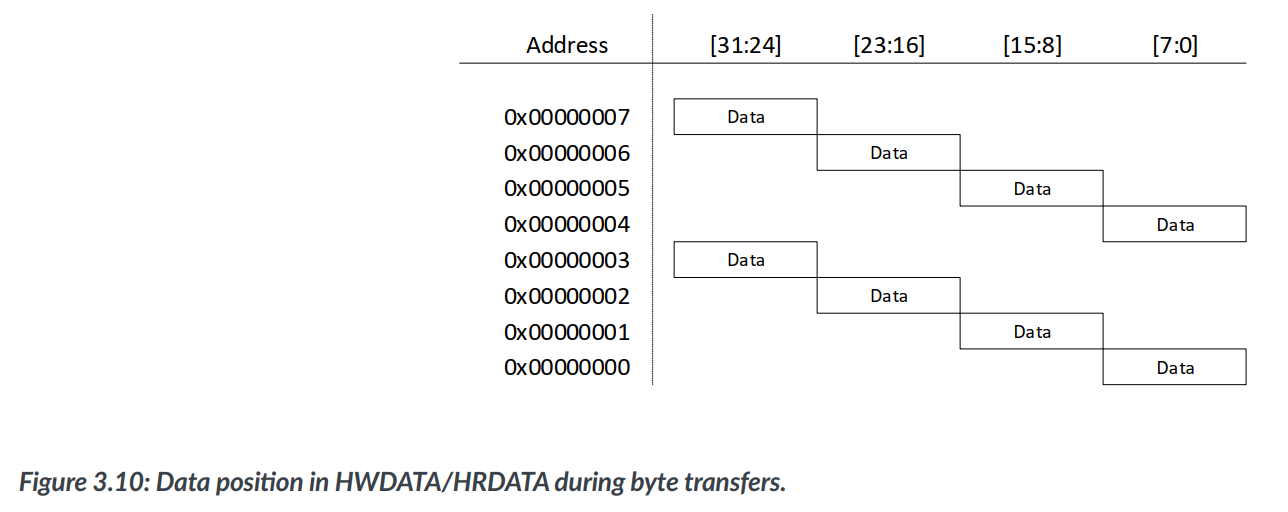 Address [31:24] [23:16] [15:8] [7:0]
0x00000007 Data
0x00000006 Data
0x00000005 Data
0x00000004 Data
0x00000003 Data
0x00000002 Data
0x00000001 Data
0x00000000 Data
Figure 3.10: Data position in HWDATA/HRDATA during byte transfers.